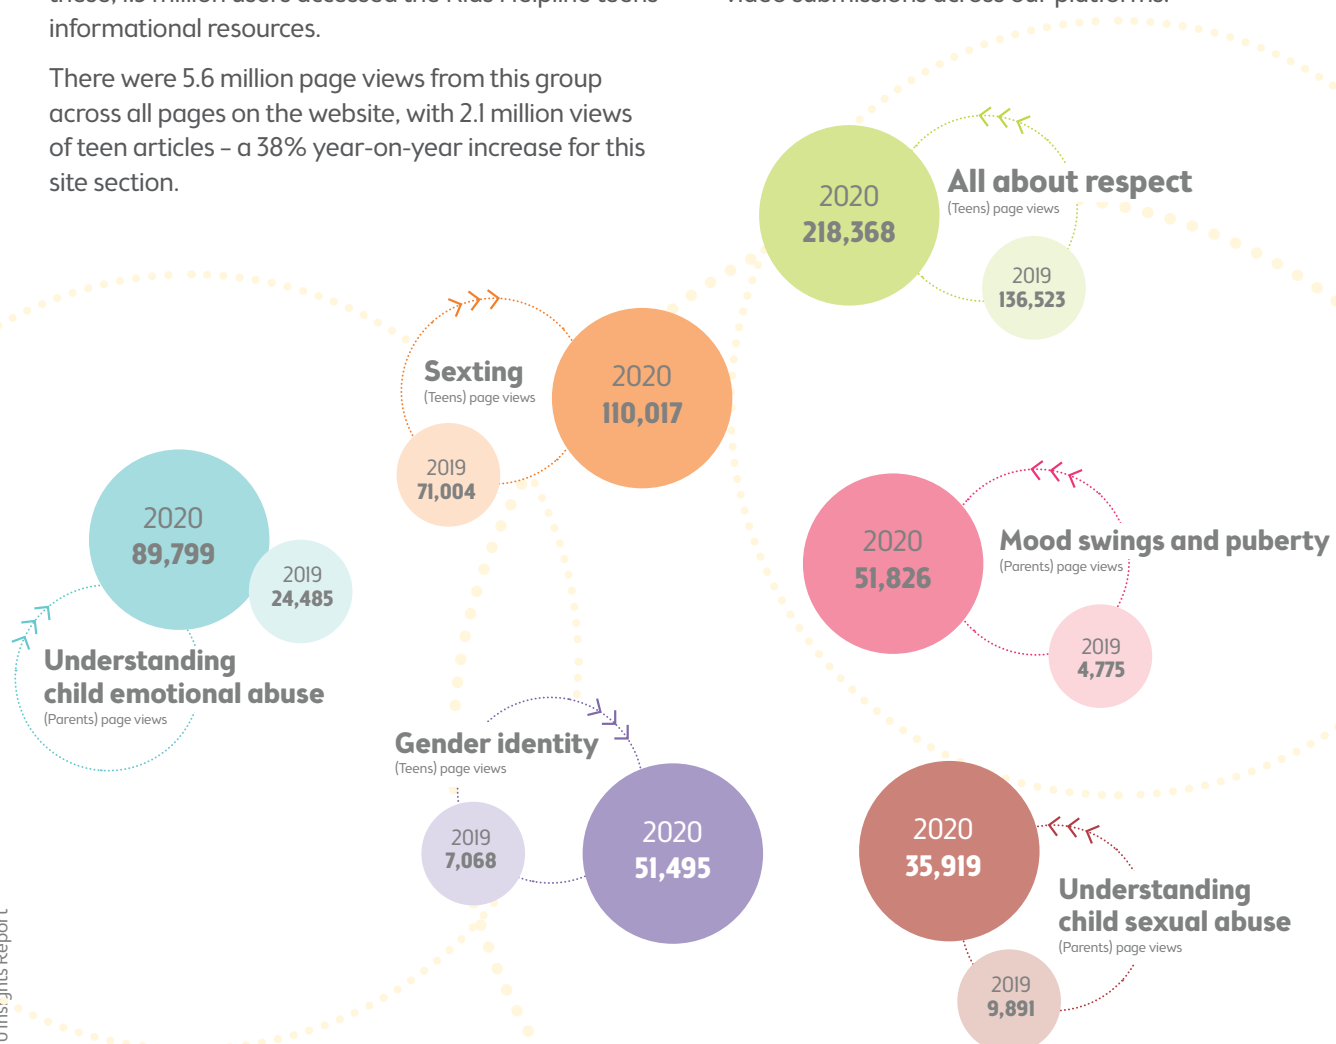 informational resources.
There were 5.6 million page views from this group
across all pages on the website, with 2.1 million views
of teen articles – a 38% year-on-year increase for this
site section.
All about respect
(Teens) page views
2020
218,368
2019
136,523
Sexting
(Teens) page views
2020
110,017
2019
71,004
2020
89,799
2019
24,485
Understanding
child emotional abuse
(Parents) page views
Mood swings and puberty
(Parents) page views
2020
51,826
2019
4,775
Gender identity
(Teens) page views
2019
7,068
2020
51,495
2020
35,919
Understanding
child sexual abuse
(Parents) page views
2019
9,891
Insights Report